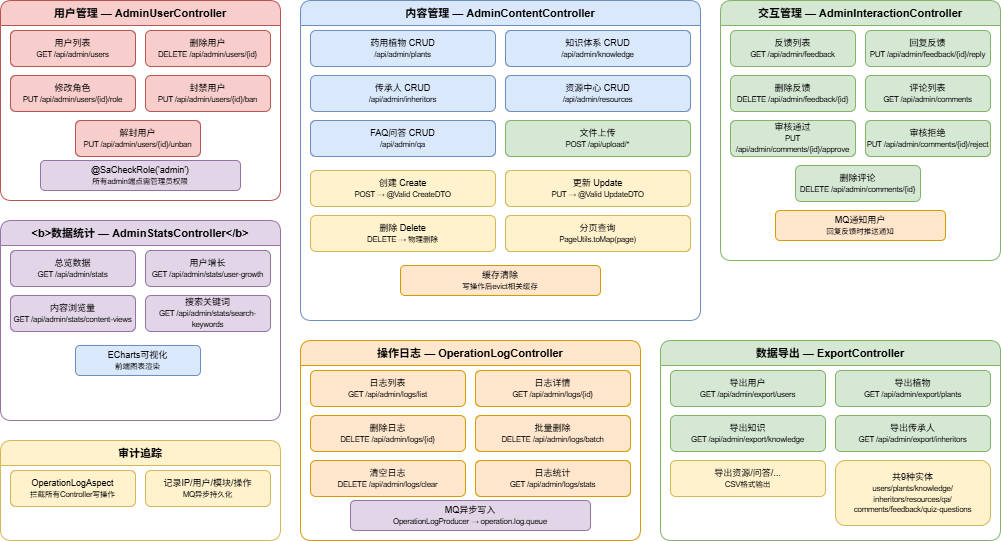 用户管理 — AdminUserController
用户列表
GET /api/admin/users
删除用户
DELETE /api/admin/users/{id}
修改角色
PUT /api/admin/users/{id}/role
封禁用户
PUT /api/admin/users/{id}/ban
解封用户
PUT /api/admin/users/{id}/unban
@SaCheckRole('admin')
所有admin端点需管理员权限
内容管理 — AdminContentController
药用植物 CRUD
/api/admin/plants
知识体系 CRUD
/api/admin/knowledge
传承人 CRUD
/api/admin/inheritors
资源中心 CRUD
/api/admin/resources
FAQ问答 CRUD
/api/admin/qa
文件上传
POST /api/upload/*
创建 Create
POST → @Valid CreateDTO
更新 Update
PUT → @Valid UpdateDTO
删除 Delete
DELETE → 物理删除
分页查询
PageUtils.toMap(page)
缓存清除
写操作后evict相关缓存
交互管理 — AdminInteractionController
反馈列表
GET /api/admin/feedback
回复反馈
PUT /api/admin/feedback/{id}/reply
删除反馈
DELETE /api/admin/feedback/{id}
评论列表
GET /api/admin/comments
审核通过
PUT
/api/admin/comments/{id}/approve
审核拒绝
PUT /api/admin/comments/{id}/reject
删除评论
DELETE /api/admin/comments/{id}
MQ通知用户
回复反馈时推送通知
<b>数据统计 — AdminStatsController</b>
总览数据
GET /api/admin/stats
用户增长
GET /api/admin/stats/user-growth
内容浏览量
GET /api/admin/stats/content-views
搜索关键词
GET /api/admin/stats/search-
keywords
ECharts可视化
前端图表渲染
操作日志 — OperationLogController
日志列表
GET /api/admin/logs/list
日志详情
GET /api/admin/logs/{id}
删除日志
DELETE /api/admin/logs/{id}
批量删除
DELETE /api/admin/logs/batch
清空日志
DELETE /api/admin/logs/clear
日志统计
GET /api/admin/logs/stats
MQ异步写入
OperationLogProducer → operation.log.queue
数据导出 — ExportController
导出用户
GET /api/admin/export/users
导出植物
GET /api/admin/export/plants
导出知识
GET /api/admin/export/knowledge
导出传承人
GET /api/admin/export/inheritors
导出资源/问答/...
CSV格式输出
共9种实体
users/plants/knowledge/
inheritors/resources/qa/
comments/feedback/quiz-questions
审计追踪
OperationLogAspect
拦截所有Controller写操作
记录IP/用户/模块/操作
MQ异步持久化